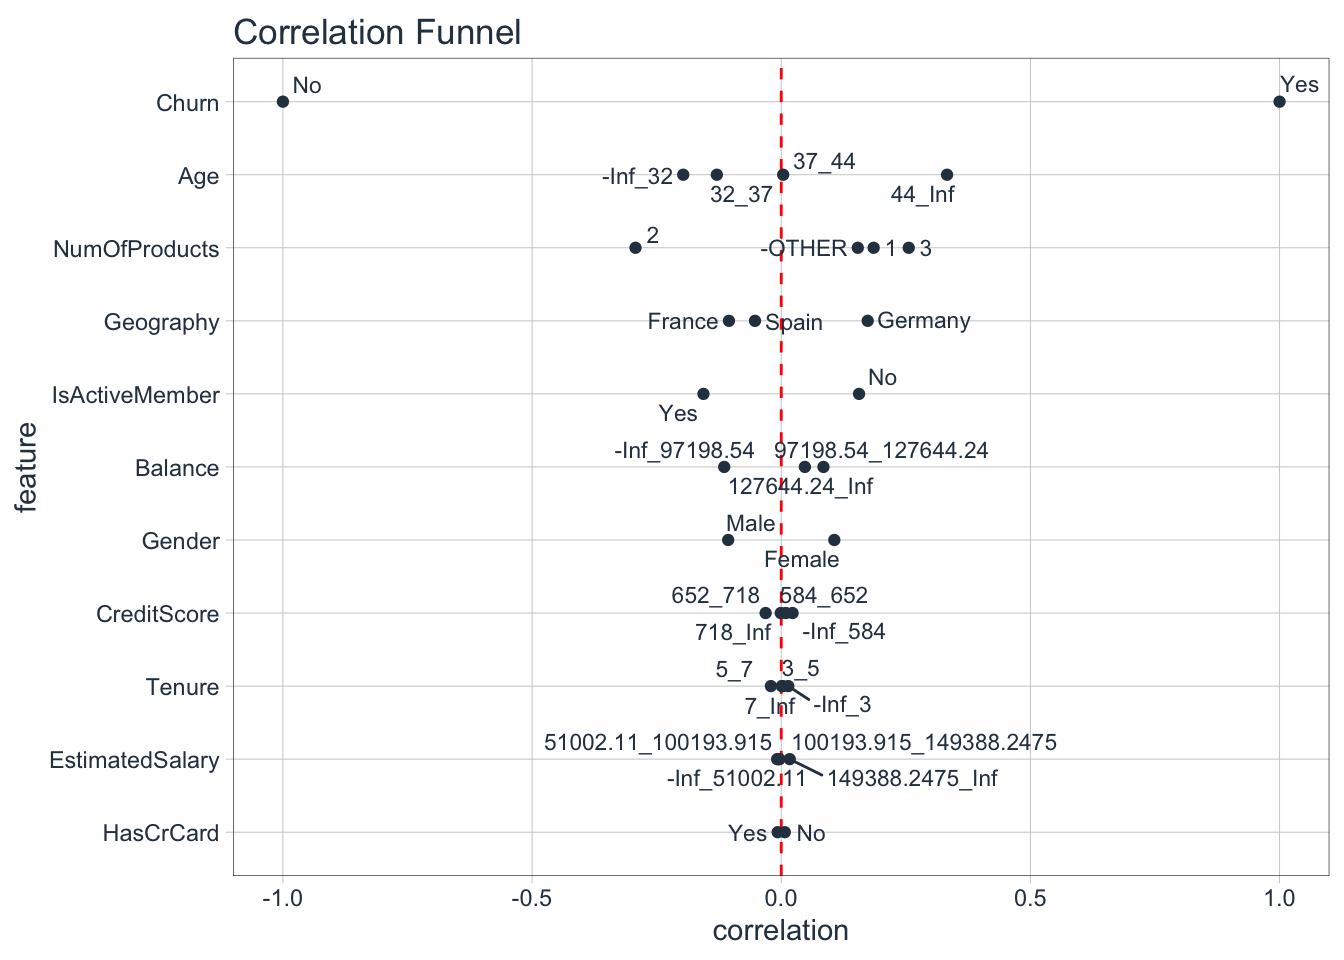 Correlation Funnel
feature
Churn
No
Yes
Age
-Inf_32
32_37
37_44
44_Inf
NumOfProducts
2
-OTHER
1
3
Geography
France
Spain
Germany
IsActiveMember
Yes
No
Balance
-Inf_97198.54
97198.54_127644.24
127644.24_Inf
Gender
Male
Female
CreditScore
652_718
584_652
718_Inf
-Inf_584
Tenure
5_7
3_5
7_Inf
-Inf_3
EstimatedSalary
51002.11_100193.915
100193.915_149388.2475
-Inf_51002.11
149388.2475_Inf
HasCrCard
Yes
No
-1.0
-0.5
0.0
0.5
1.0
correlation